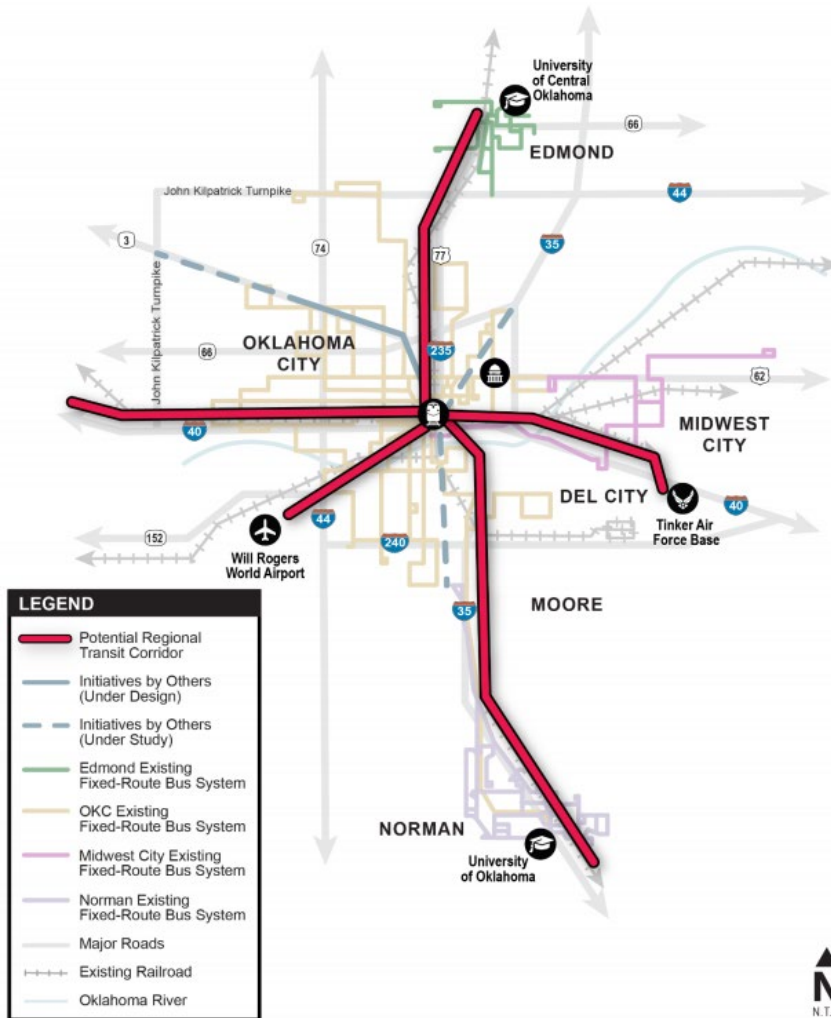 University
of Central
Oklahoma
66
EDMOND
John Kilpatrick Turnpike
44
3
74
77
35
John Kilpatrick Turnpike
OKLAHOMA
CITY
66
235
62
MIDWEST
CITY
40
DEL CITY
40
Tinker Air
Force Base
44
152
240
Will Rogers
World Airport
MOORE
35
LEGEND
Potential Regional
Transit Corridor
Initiatives by Others
(Under Design)
Initiatives by Others
(Under Study)
Edmond Existing
Fixed-Route Bus System
OKC Existing
Fixed-Route Bus System
Midwest City Existing
Fixed-Route Bus System
Norman Existing
Fixed-Route Bus System
Major Roads
Existing Railroad
Oklahoma River
NORMAN
University
of Oklahoma
N
N.T.